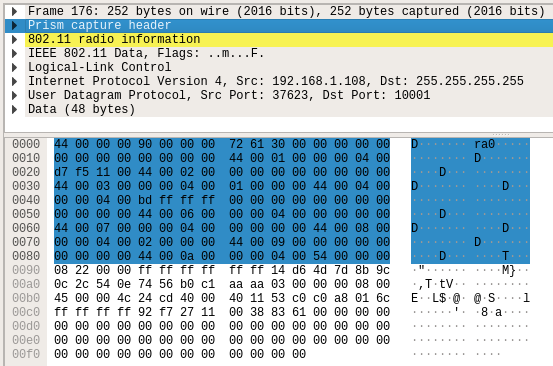 Frame 176: 252 bytes on wire (2016 bits), 252 bytes captured (2016 bits)
Prism capture header
802.11 radio information
IEEE 802.11 Data, Flags: ..m...F.
Logical-Link Control
Internet Protocol Version 4, Src: 192.168.1.108, Dst: 255.255.255.255
User Datagram Protocol, Src Port: 37623, Dst Port: 10001
Data (48 bytes)
0000 44 00 00 00 90 00 00 00 72 61 30 00 00 00 00 00 D······· ra0·····
0010 00 00 00 00 00 00 00 00 44 00 01 00 00 00 04 00 ········ D·······
0020 d7 f5 11 00 44 00 02 00 00 00 00 00 04 00 00 00 ····D··· ········
0030 44 00 03 00 00 00 04 00 01 00 00 00 44 00 04 00 D······· ····D···
0040 00 00 04 00 bd ff ff ff 00 00 00 00 00 00 00 00 ········ ········
0050 00 00 00 00 44 00 06 00 00 00 04 00 00 00 00 00 ····D··· ········
0060 44 00 07 00 00 00 04 00 00 00 00 00 44 00 08 00 D······· ····D···
0070 00 00 04 00 02 00 00 00 44 00 09 00 00 00 00 00 ········ D·······
0080 00 00 00 00 44 00 0a 00 00 00 04 00 54 00 00 00 ····D··· ····T···
0090 08 22 00 00 ff ff ff ff ff ff 14 d6 4d 7d 8b 9c ·"······ ····M}··
00a0 0c 2c 54 0e 74 56 b0 c1 aa aa 03 00 00 00 08 00 ·,T·tV·· ········
00b0 45 00 00 4c 24 cd 40 00 40 11 53 c0 c0 a8 01 6c E··L$·@· @·S····l
00c0 ff ff ff ff 92 f7 27 11 00 38 83 61 00 00 00 00 ······'· ·8·a····
00d0 00 00 00 00 00 00 00 00 00 00 00 00 00 00 00 00 ········ ········
00e0 00 00 00 00 00 00 00 00 00 00 00 00 00 00 00 00 ········ ········
00f0 00 00 00 00 00 00 00 00 00 00 00 00 ········ ····